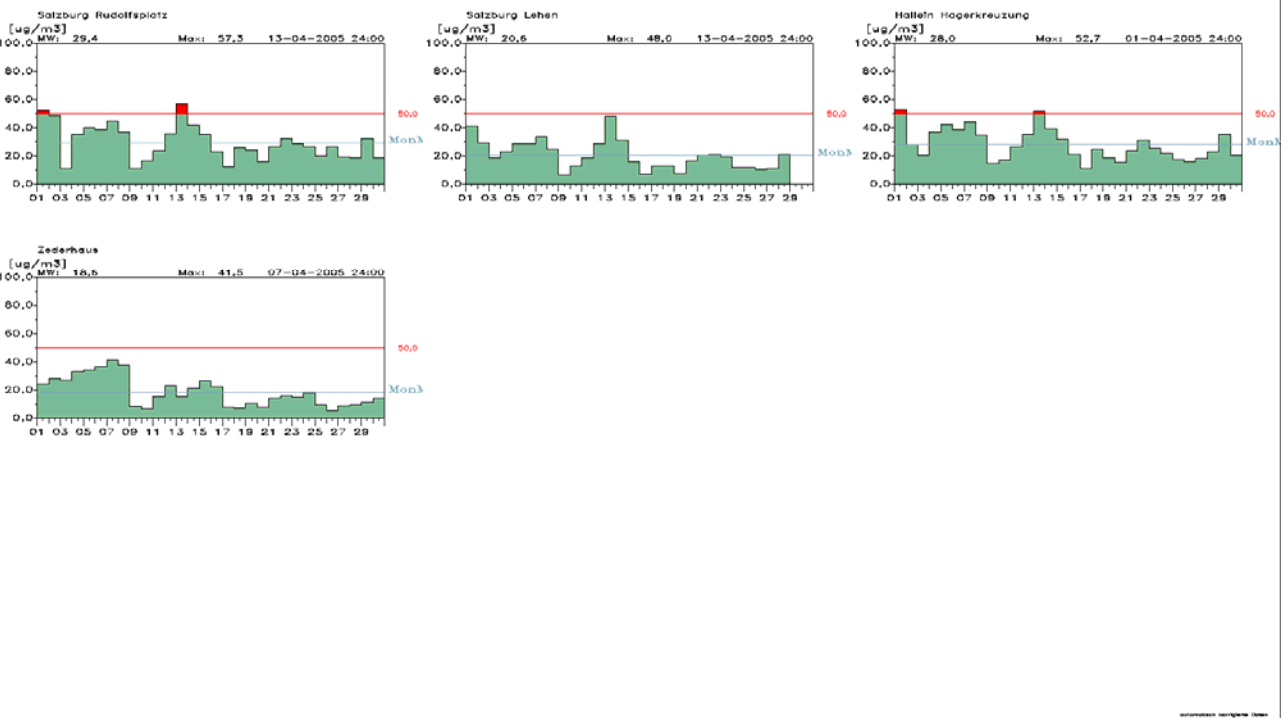 Salzburg Rudolfsplatz
[ug/m3]
MW: 29,4 Max: 57,3 13-04-2005 24:00
100,0
80,0
60,0
50,0
40,0
MonM
20,0
0,0
01 03 05 07 09 11 13 15 17 19 21 23 25 27 29
Salzburg Lehen
[ug/m3]
MW: 20,6 Max: 48,0 13-04-2005 24:00
100,0
80,0
60,0
50,0
40,0
MonM
20,0
0,0
01 03 05 07 09 11 13 15 17 19 21 23 25 27 29
Hallein Hagerkreuzung
[ug/m3]
MW: 28,0 Max: 52,7 01-04-2005 24:00
100,0
80,0
60,0
50,0
40,0
MonM
20,0
0,0
01 03 05 07 09 11 13 15 17 19 21 23 25 27 29
Zederhaus
[ug/m3]
MW: 18,6 Max: 41,5 07-04-2005 24:00
100,0
80,0
60,0
50,0
40,0
MonM
20,0
0,0
01 03 05 07 09 11 13 15 17 19 21 23 25 27 29